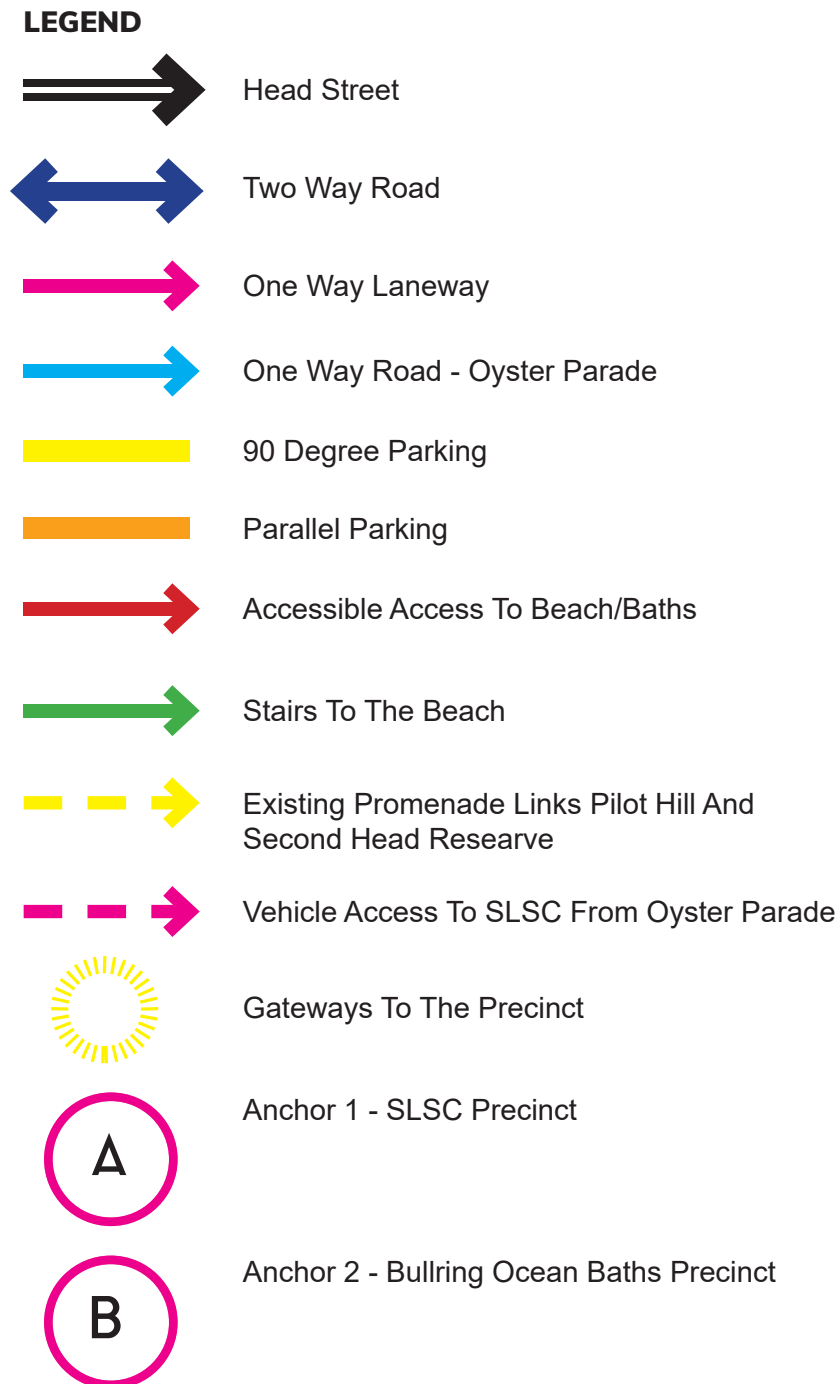 LEGEND
Head Street
Two Way Road
One Way Laneway
One Way Road - Oyster Parade
90 Degree Parking
Parallel Parking
Accessible Access To Beach/Baths
Stairs To The Beach
Existing Promenade Links Pilot Hill And
Second Head Researve
Vehicle Access To SLSC From Oyster Parade
Gateways To The Precinct
Anchor 1 - SLSC Precinct
A
Anchor 2 - Bullring Ocean Baths Precinct
B